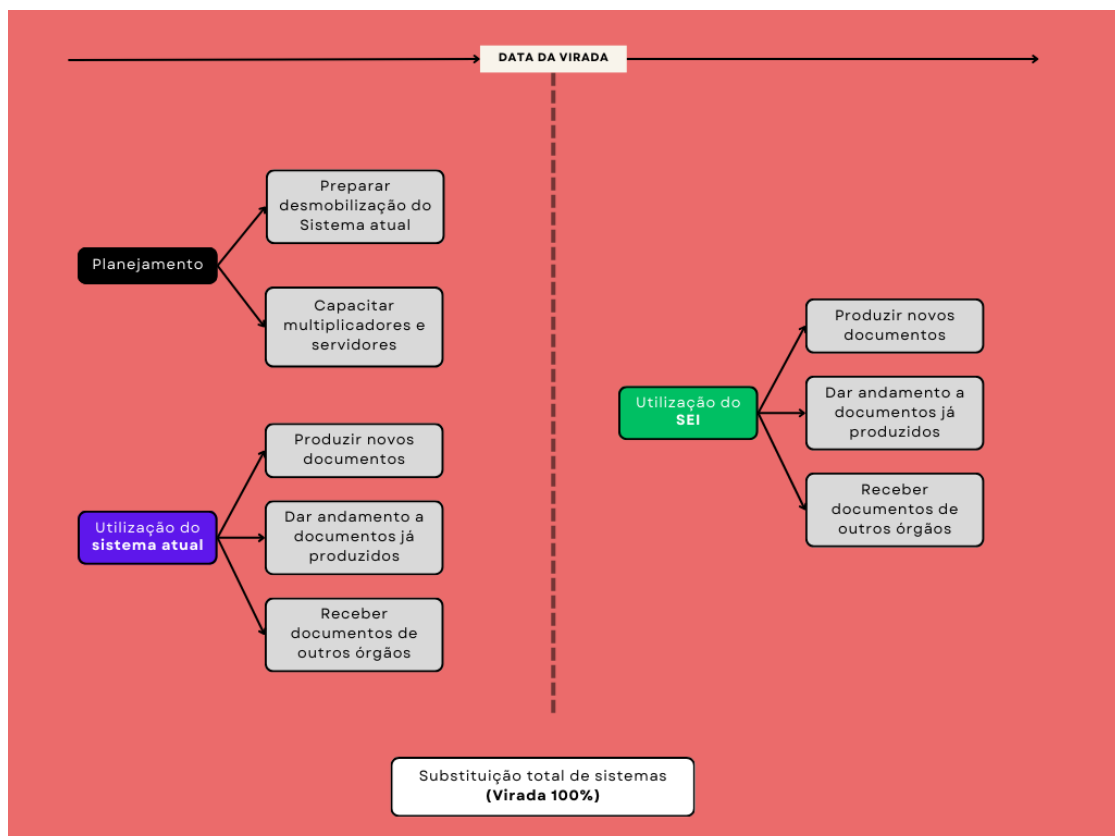 DATA DA VIRADA
Planejamento
Preparar
desmobilização do
Sistema atual
Capacitar
multiplicadores e
servidores
Utilização do
sistema atual
Produzir novos
documentos
Dar andamento a
documentos já
produzidos
Receber
documentos de
outros órgãos
Utilização do
SEI
Produzir novos
documentos
Dar andamento a
documentos já
produzidos
Receber
documentos de
outros órgãos
Substituição total de sistemas
(Virada 100%)